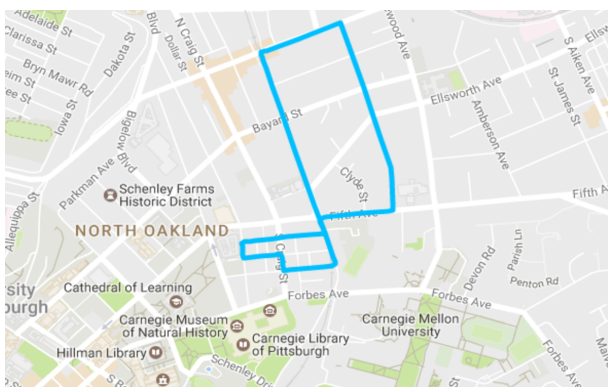 Adelaide St
Clarissa St
Bryn Mawr Rd
Iowa St
Dakota St
Blvd
N Craig St
Dollar St
Bigelow Blvd
Parkman Ave
Allequippa St
Bayard St
Ellsworth Ave
S Aiken Ave
St James St
Amberson Ave
Clyde St
Schenley Farms
Historic District
NORTH OAKLAND
Fifth Ave
Fifth A
S Craig St
Devon Rd
Parish Ln
Penton Rd
Cathedral of Learning
Forbes Ave
Forbes Ave
Carnegie Museum
of Natural History
Carnegie Library
of Pittsburgh
Carnegie Mellon
University
Hillman Library
Schenley Dri